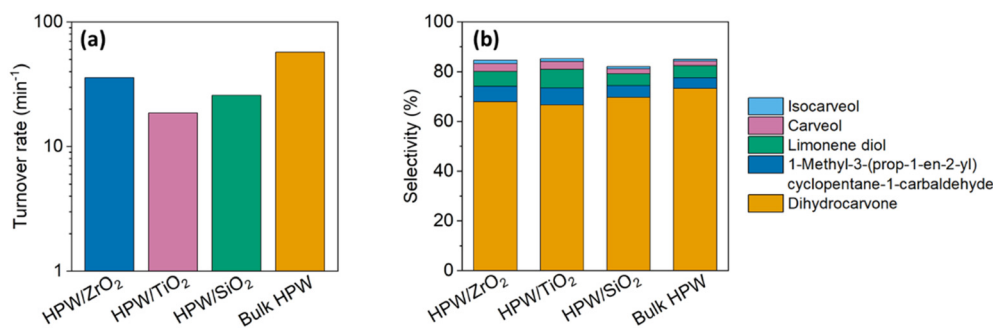 (a)
Turnover rate (min⁻¹)
100
10
1
HPW/ZrO₂
HPW/TiO₂
HPW/SiO₂
Bulk HPW
(b)
Selectivity (%)
100
80
60
40
20
0
HPW/ZrO₂
HPW/TiO₂
HPW/SiO₂
Bulk HPW
Isocarveol
Carveol
Limonene diol
1-Methyl-3-(prop-1-en-2-yl)
cyclopentane-1-carbaldehyde
Dihydrocarvone